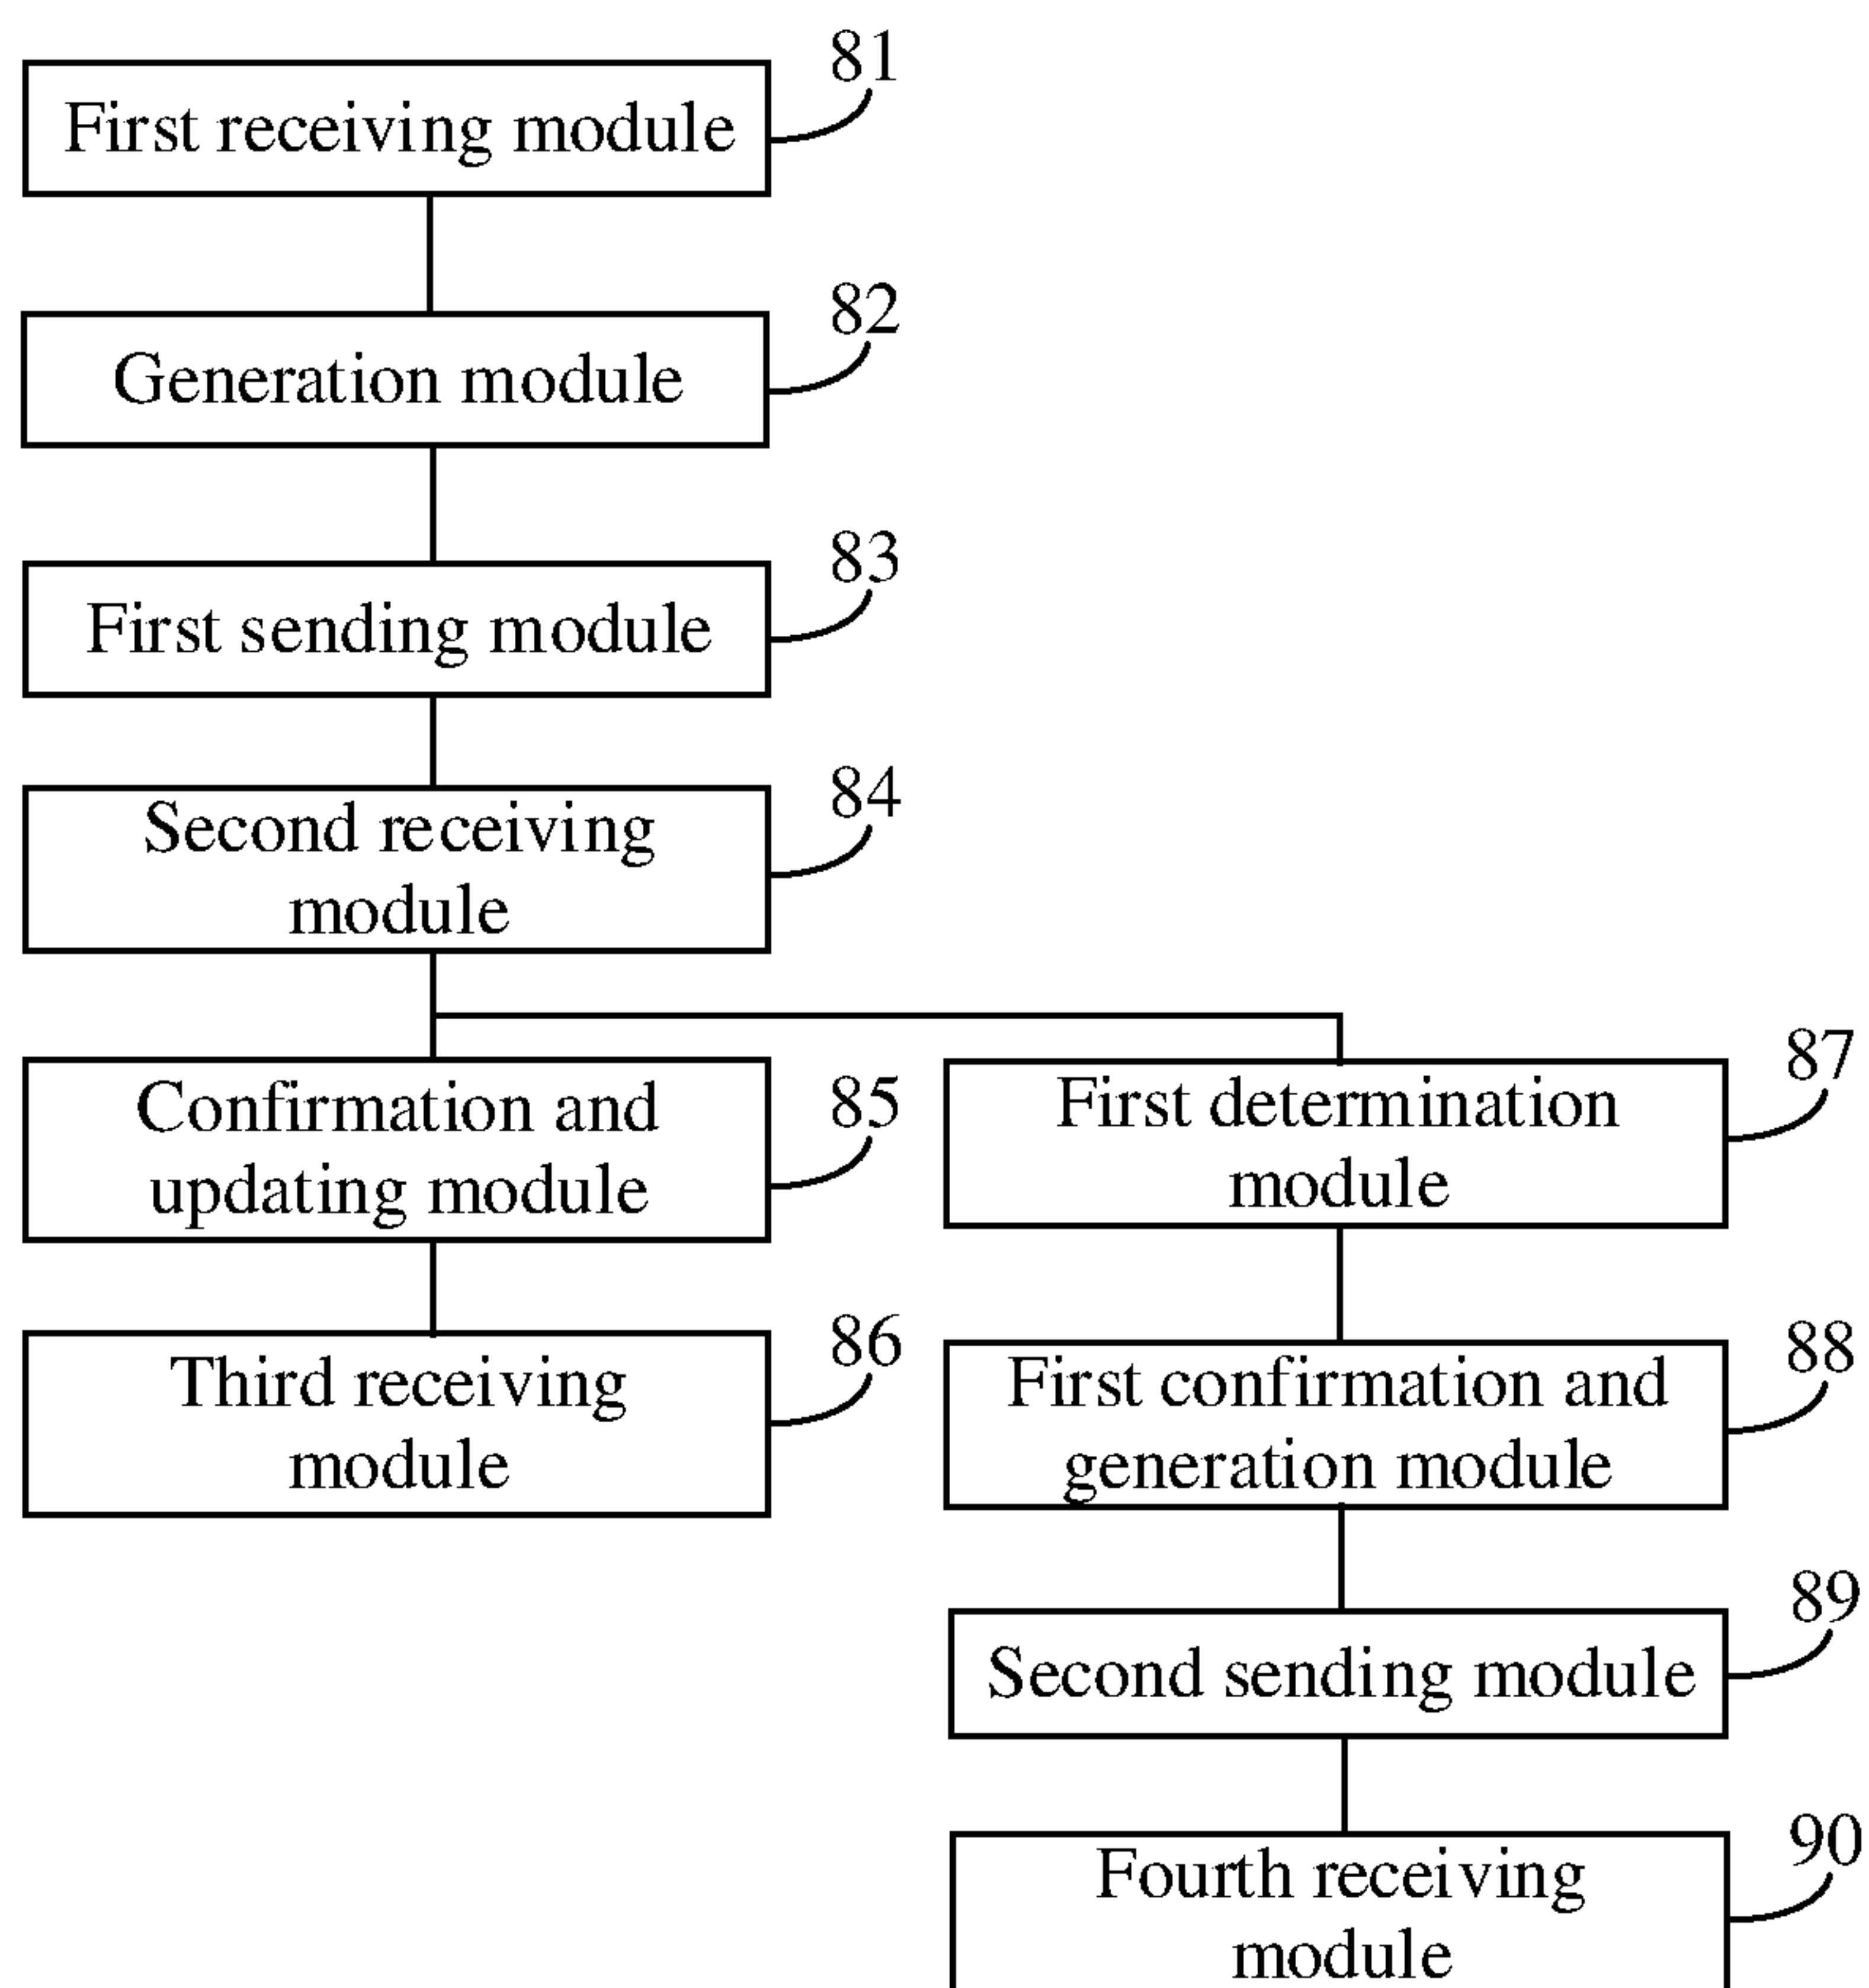 First receiving module
81
Generation module
82
First sending module
83
Second receiving
module
84
Confirmation and
updating module
85
Third receiving
module
86
First determination
module
87
First confirmation and
generation module
88
Second sending module
89
Fourth receiving
module
90